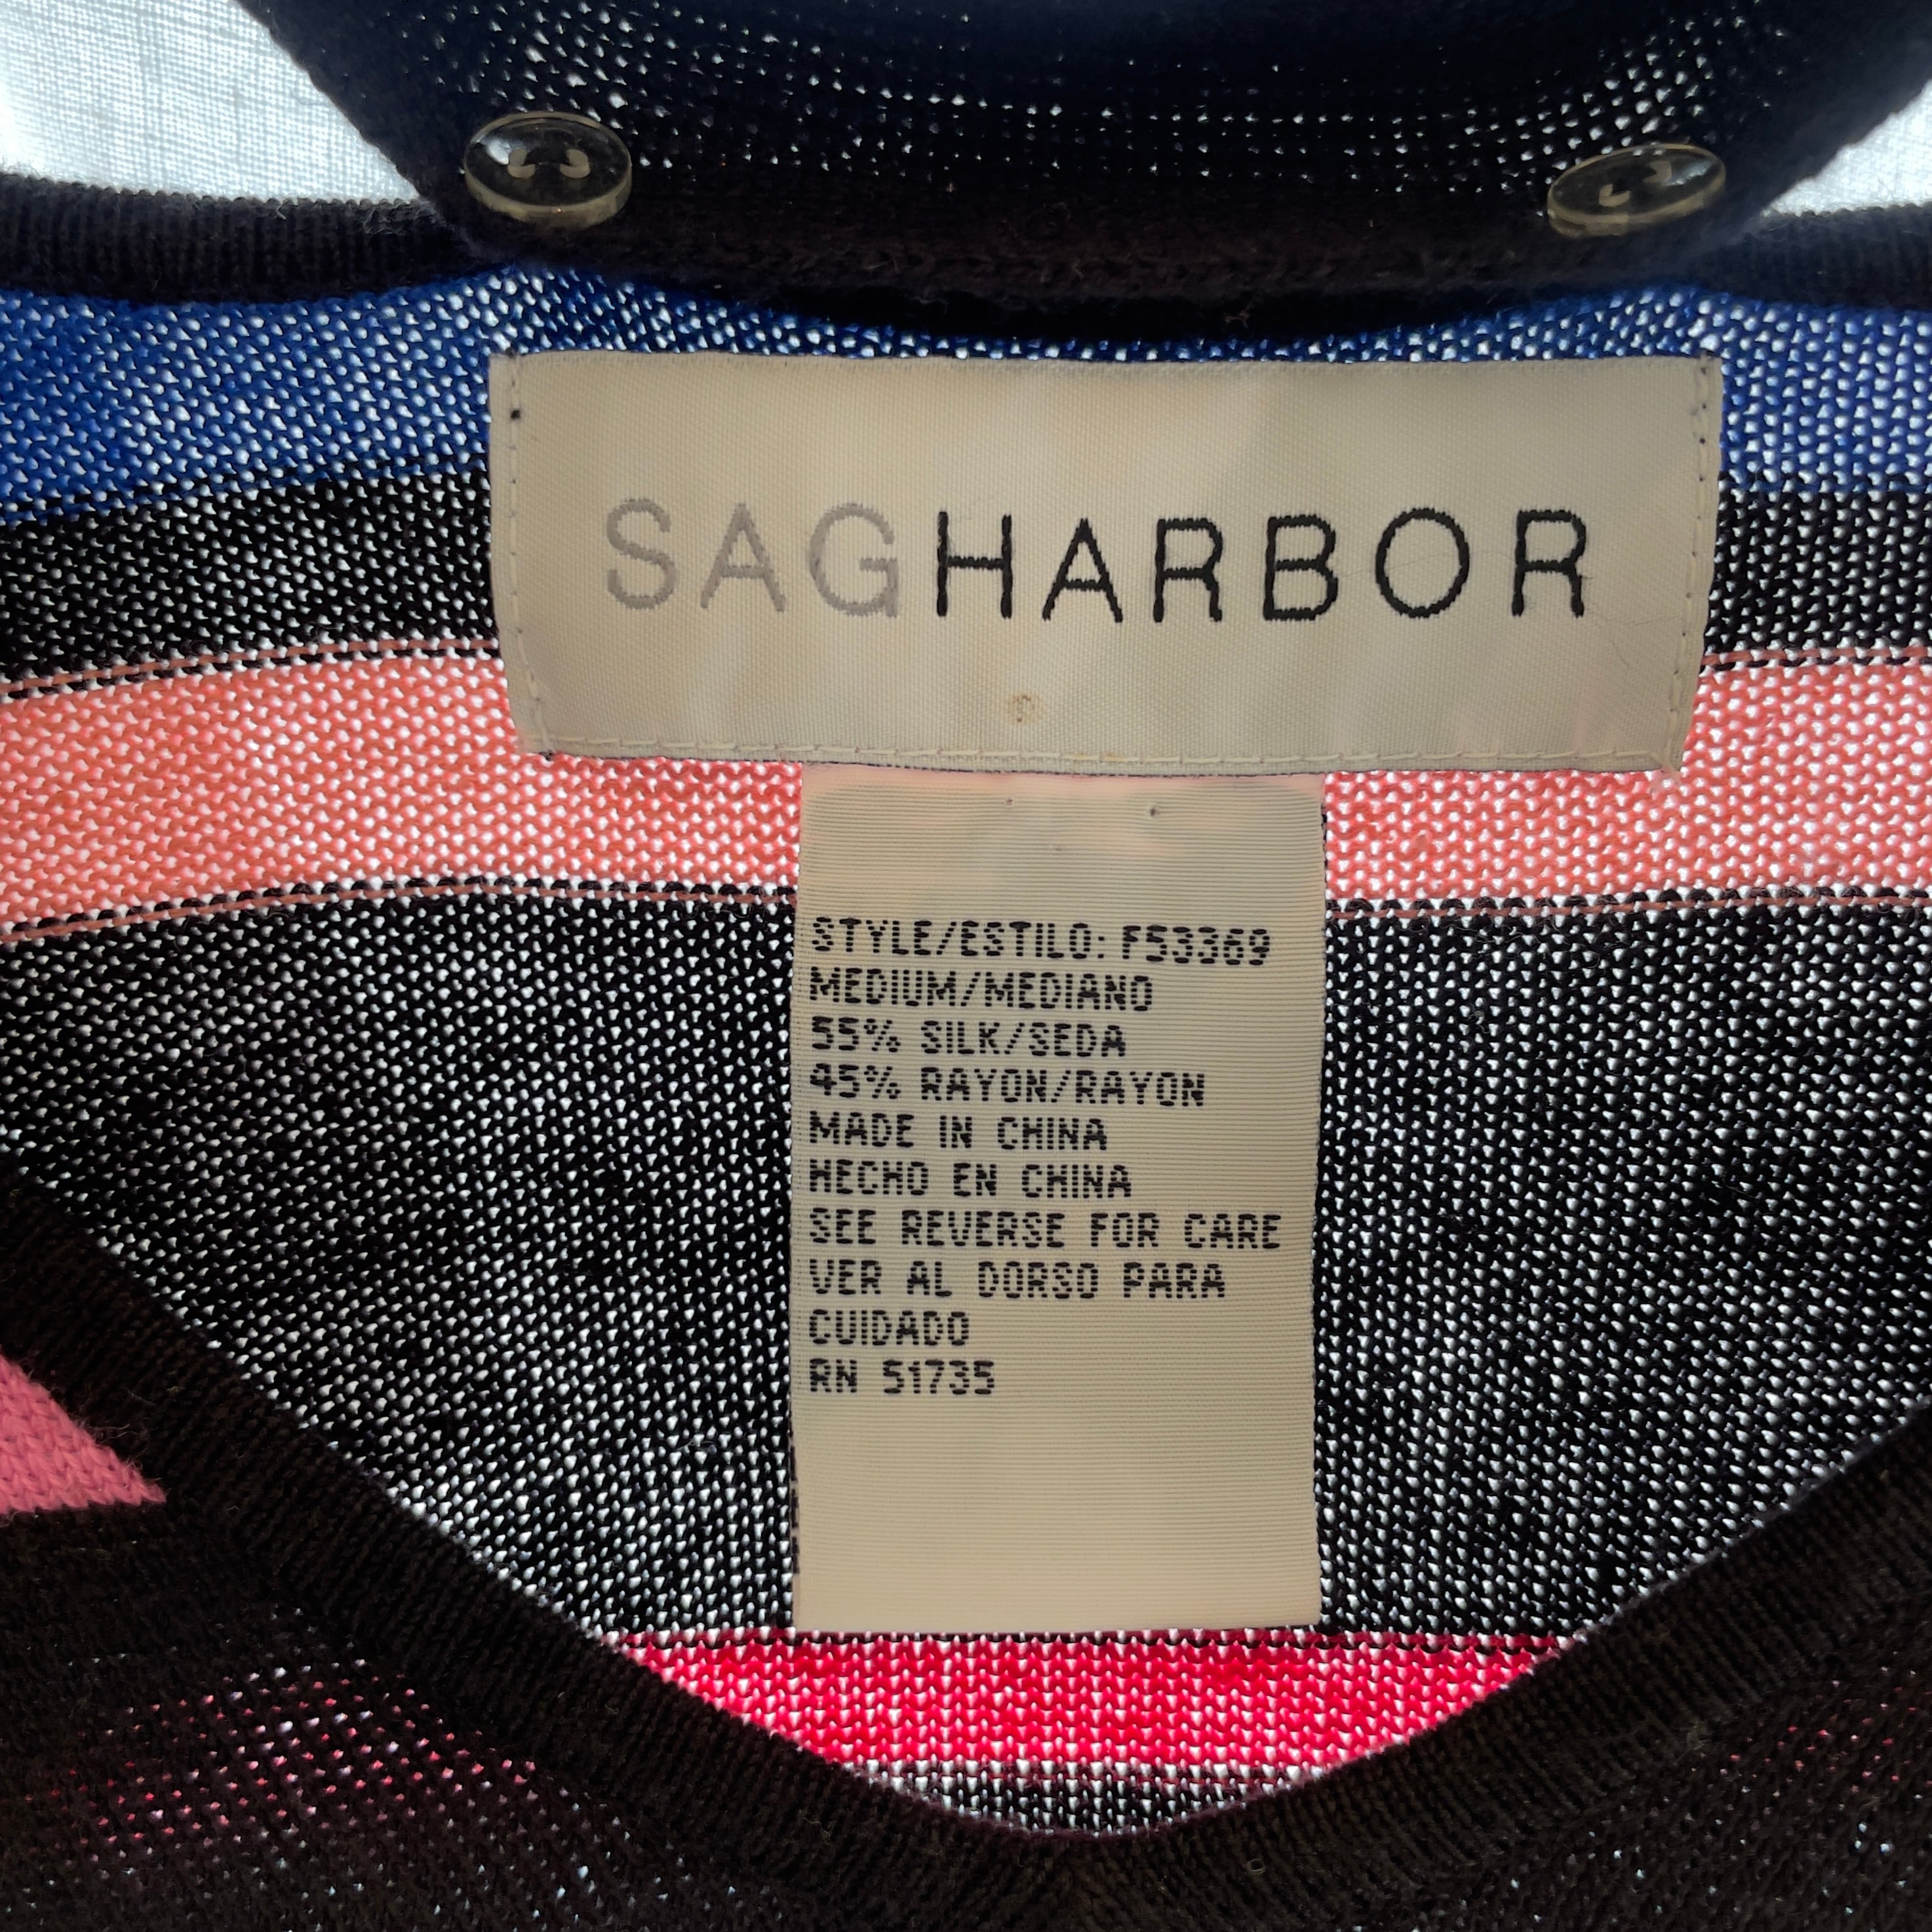 SAGHARBOR
STYLE/ESTILO: F53369
MEDIUM/MEDIANO
55% SILK/SEDA
45% RAYON/RAYON
MADE IN CHINA
HECHO EN CHINA
SEE REVERSE FOR CARE
VER AL DORSO PARA
CUIDADO
RN 51735